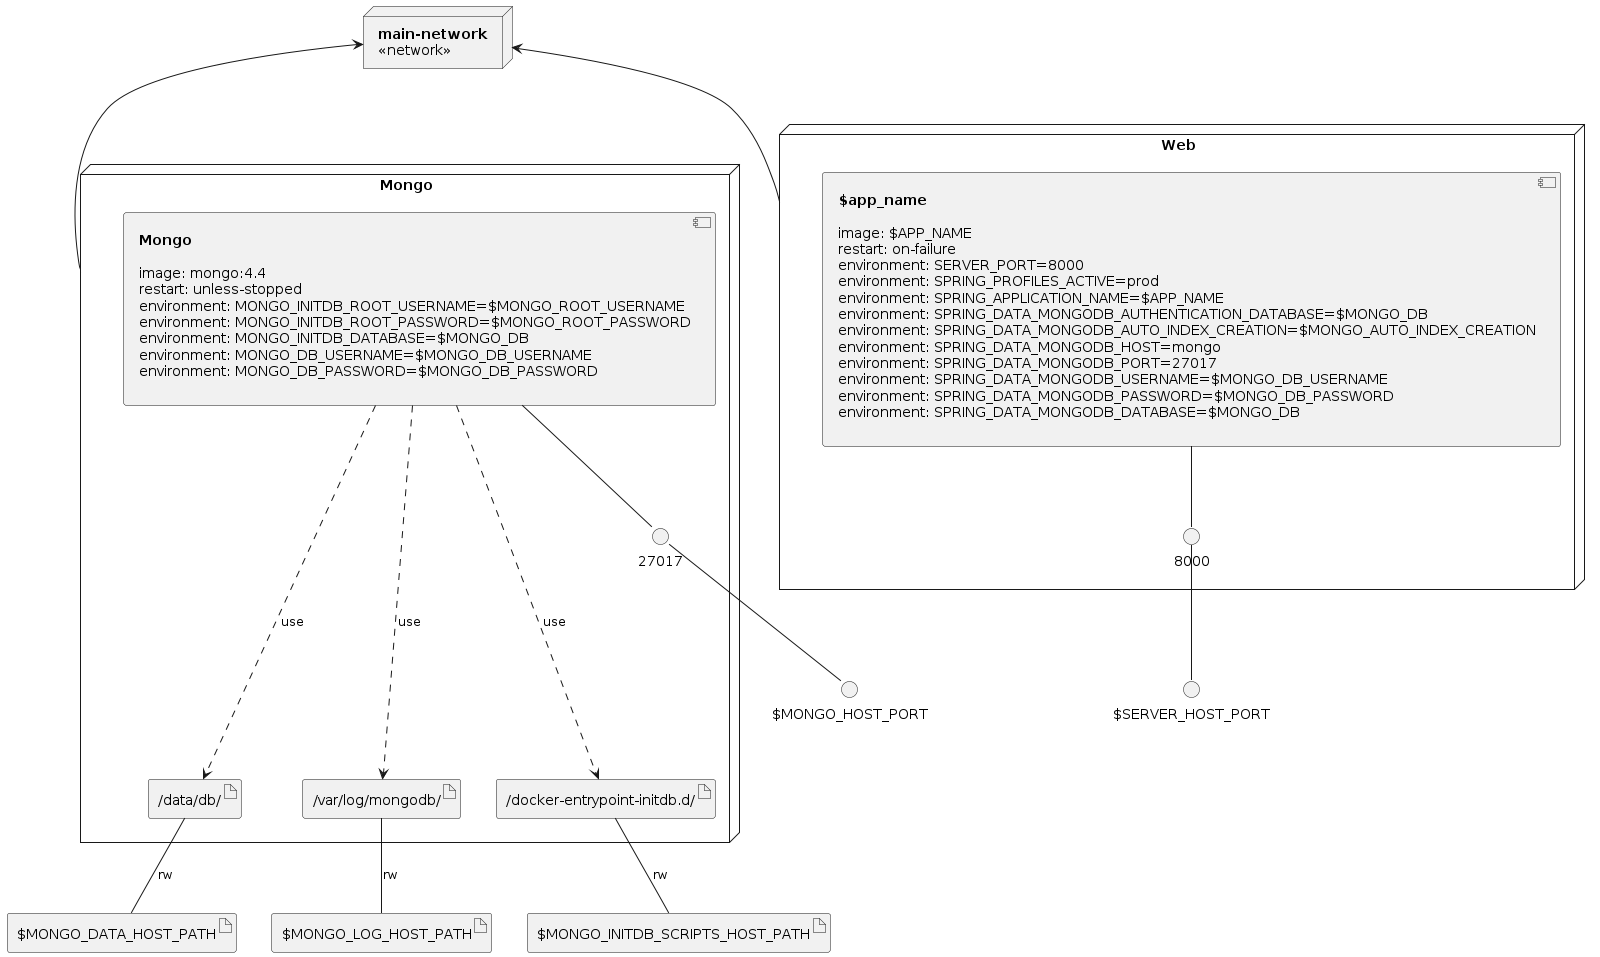 main-network
«network»
Web
Mongo
$app_name
image: $APP_NAME
restart: on-failure
environment: SERVER_PORT=8000
environment: SPRING_PROFILES_ACTIVE=prod
environment: SPRING_APPLICATION_NAME=$APP_NAME
environment: SPRING_DATA_MONGODB_AUTHENTICATION_DATABASE=$MONGO_DB
environment: SPRING_DATA_MONGODB_AUTO_INDEX_CREATION=$MONGO_AUTO_INDEX_CREATION
environment: SPRING_DATA_MONGODB_HOST=mongo
environment: SPRING_DATA_MONGODB_PORT=27017
environment: SPRING_DATA_MONGODB_USERNAME=$MONGO_DB_USERNAME
environment: SPRING_DATA_MONGODB_PASSWORD=$MONGO_DB_PASSWORD
environment: SPRING_DATA_MONGODB_DATABASE=$MONGO_DB
Mongo
image: mongo:4.4
restart: unless-stopped
environment: MONGO_INITDB_ROOT_USERNAME=$MONGO_ROOT_USERNAME
environment: MONGO_INITDB_ROOT_PASSWORD=$MONGO_ROOT_PASSWORD
environment: MONGO_INITDB_DATABASE=$MONGO_DB
environment: MONGO_DB_USERNAME=$MONGO_DB_USERNAME
environment: MONGO_DB_PASSWORD=$MONGO_DB_PASSWORD
27017
8000
use
use
use
$MONGO_HOST_PORT
$SERVER_HOST_PORT
/data/db/
/var/log/mongodb/
/docker-entrypoint-initdb.d/
rw
rw
rw
$MONGO_DATA_HOST_PATH
$MONGO_LOG_HOST_PATH
$MONGO_INITDB_SCRIPTS_HOST_PATH